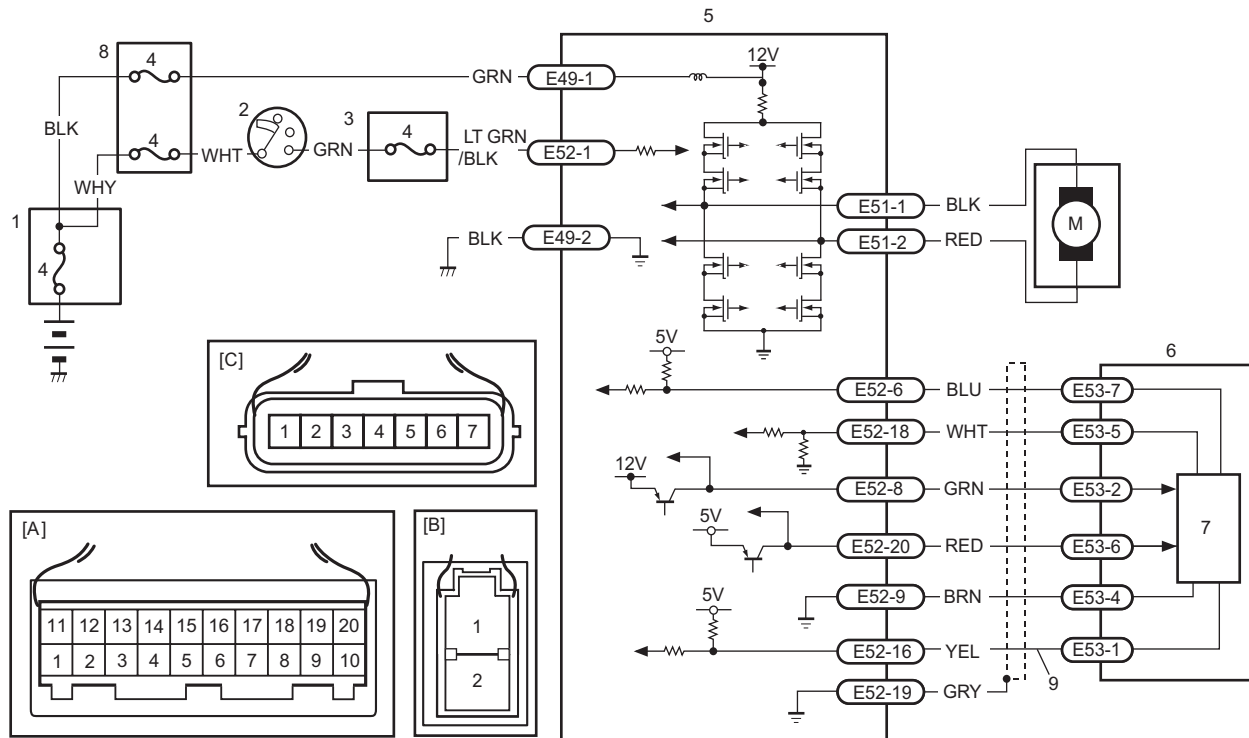 5
8
4
12V
GRN
E49-1
2
3
BLK
4
4
LT GRN
/BLK
WHT
GRN
E52-1
WHY
1
E51-1
BLK
M
4
BLK
E49-2
E51-2
RED
5V
6
[C]
E52-6
BLU
E53-7
1 2 3 4 5 6 7
E52-18
WHT
E53-5
12V
E52-8
GRN
E53-2
[A]
[B]
5V
7
E52-20
RED
E53-6
E52-9
BRN
E53-4
5V
11 12 13 14 15 16 17 18 19 20
1
1 2 3 4 5 6 7 8 9 10
2
E52-16
YEL
E53-1
9
E52-19
GRY